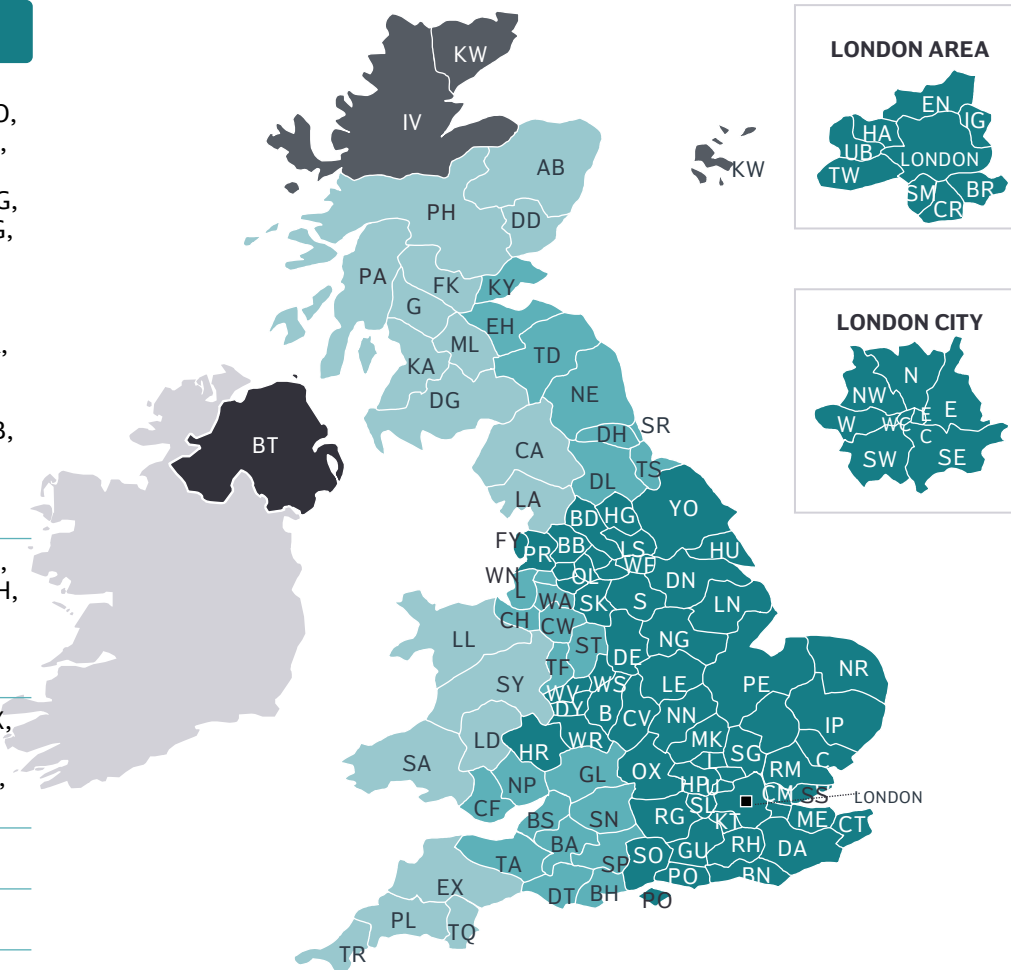 O,
,
G,
G,
,
B,
,
H,
X,
,
KW
IV
KW
AB
PH
DD
PA
FK
KY
G
EH
ML
TD
KA
DG
NE
SR
DH
BT
CA
TS
DL
LA
YO
BD
HG
FY
PR
BB
LS
HU
WF
WN
OL
DN
L
WA
SK
S
LN
CH
CW
LL
ST
NG
DE
TF
NR
SY
WS
LE
PE
WV
DY
B
CV
NN
IP
LD
WR
MK
HR
SG
C
SA
OX
RM
GL
NP
HP
CM
SS
LONDON
CF
SL
BS
SN
RG
KT
ME
CT
BA
RH
DA
TA
SP
SO
GU
EX
PO
BN
DT
BH
PO
PL
TQ
TR
LONDON AREA
EN
IG
HA
UB
LONDON
TW
SM
BR
CR
LONDON CITY
N
NW
E
E
W
WC
C
SW
SE